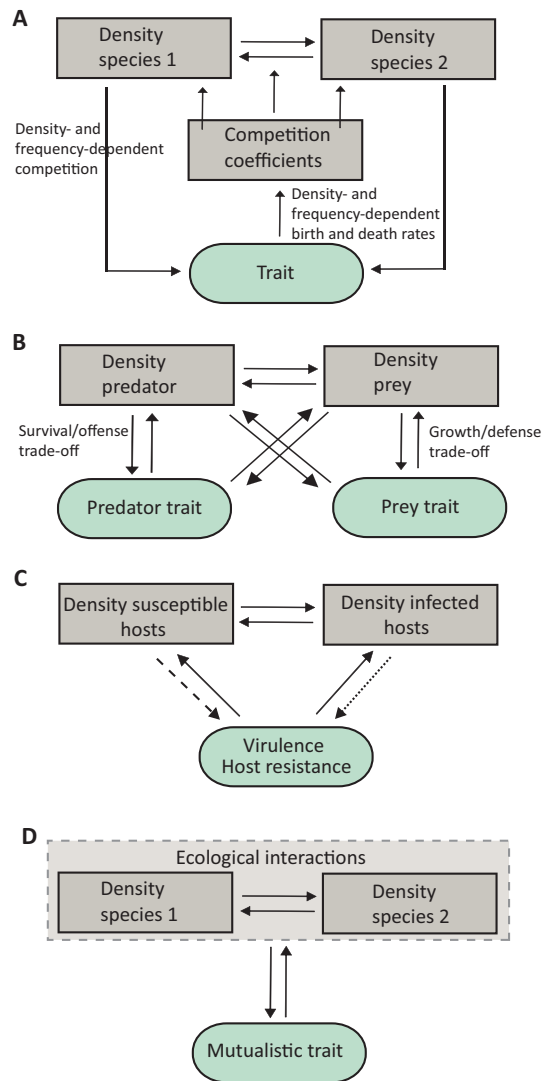 A
Density
species 1
Density
species 2
Density- and
frequency-dependent
competition
Competition
coefficients
Density- and
frequency-dependent
birth and death rates
Trait
B
Density
predator
Density
prey
Survival/offense
trade-off
Growth/defense
trade-off
Predator trait
Prey trait
C
Density susceptible
hosts
Density infected
hosts
Virulence
Host resistance
D
Ecological interactions
Density
species 1
Density
species 2
Mutualistic trait